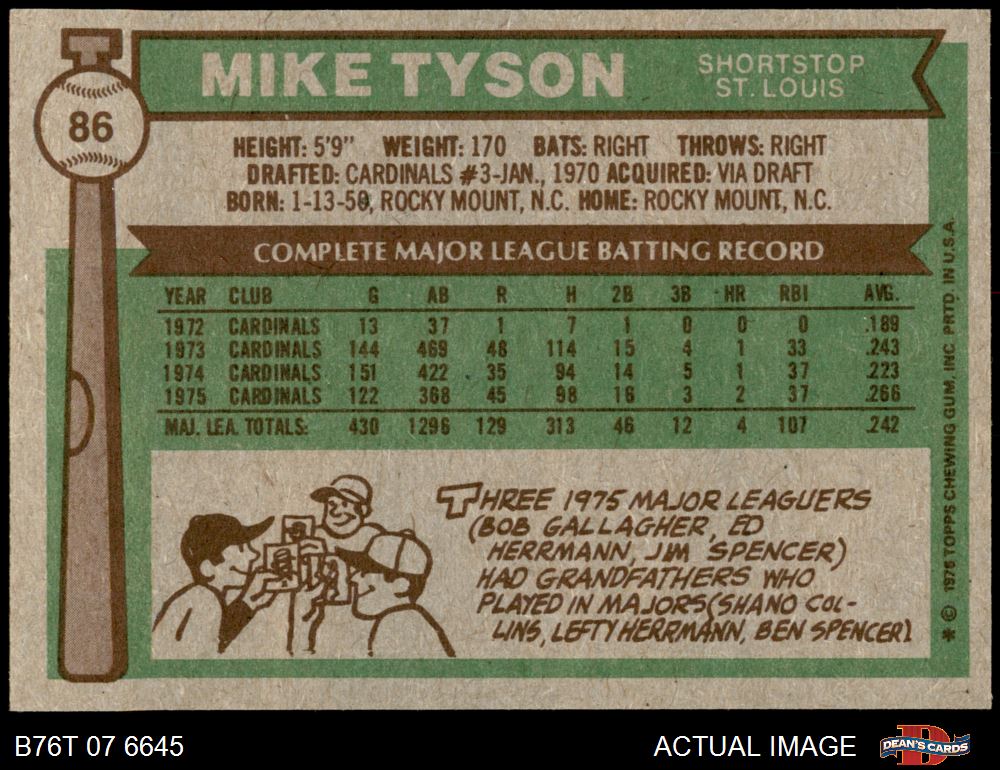 MIKE TYSON
SHORTSTOP
ST. LOUIS
86
HEIGHT: 5'9" WEIGHT: 170 BATS: RIGHT THROWS: RIGHT
DRAFTED: CARDINALS #3-JAN., 1970 ACQUIRED: VIA DRAFT
BORN: 1-13-50, ROCKY MOUNT, N.C. HOME: ROCKY MOUNT, N.C.
COMPLETE MAJOR LEAGUE BATTING RECORD
YEAR CLUB G AB R H 2B 3B HR RBI AVG.
1972 CARDINALS 13 37 1 7 1 0 0 0 .189
1973 CARDINALS 144 469 48 114 15 4 1 33 .243
1974 CARDINALS 151 422 35 94 14 5 1 37 .223
1975 CARDINALS 122 368 45 98 16 3 2 37 .266
MAJ. LEA. TOTALS: 430 1296 129 313 46 12 4 107 .242
THREE 1975 MAJOR LEAGUERS
(BOB GALLAGHER, ED
HERRMANN, JIM SPENCER)
HAD GRANDFATHERS WHO
PLAYED IN MAJORS (SHANO COL-
LINS, LEFTY HERRMANN, BEN SPENCER)
* © 1976 TOPPS CHEWING GUM, INC. PRTD. IN U.S.A.
B76T 07 6645
ACTUAL IMAGE
D
DEAN'S CARDS